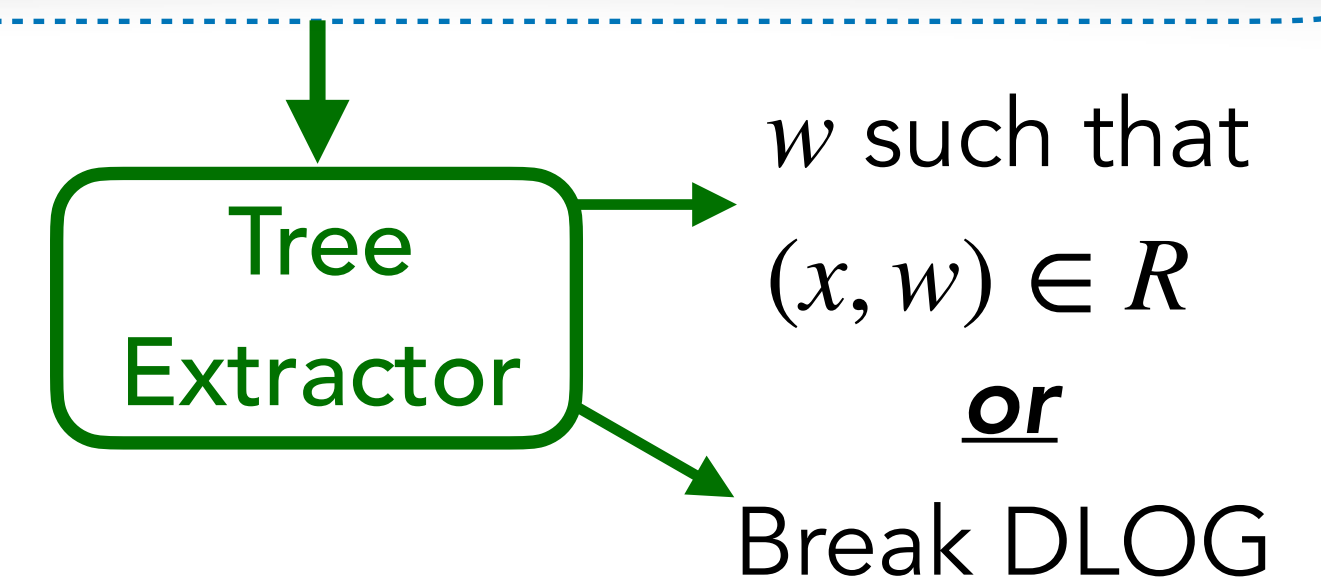 Tree
Extractor
w such that
(x, w) ∈ R
or
Break DLOG